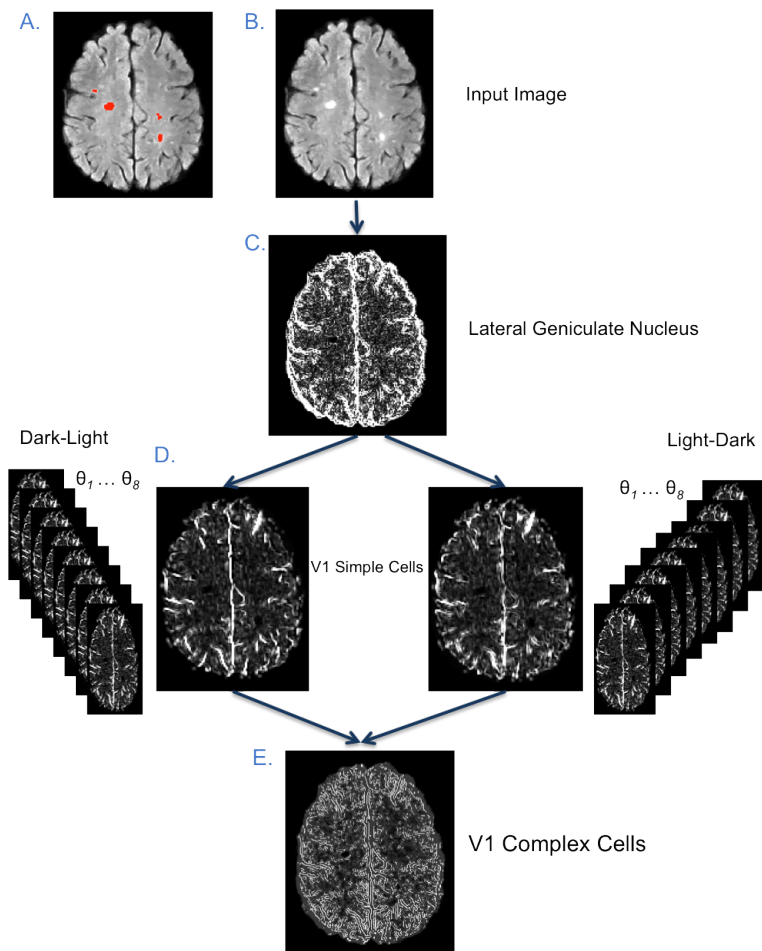 A.
B.
Input Image
C.
Lateral Geniculate Nucleus
Dark-Light
Light-Dark
D.
θ1 ... θ8
θ1 ... θ8
V1 Simple Cells
E.
V1 Complex Cells